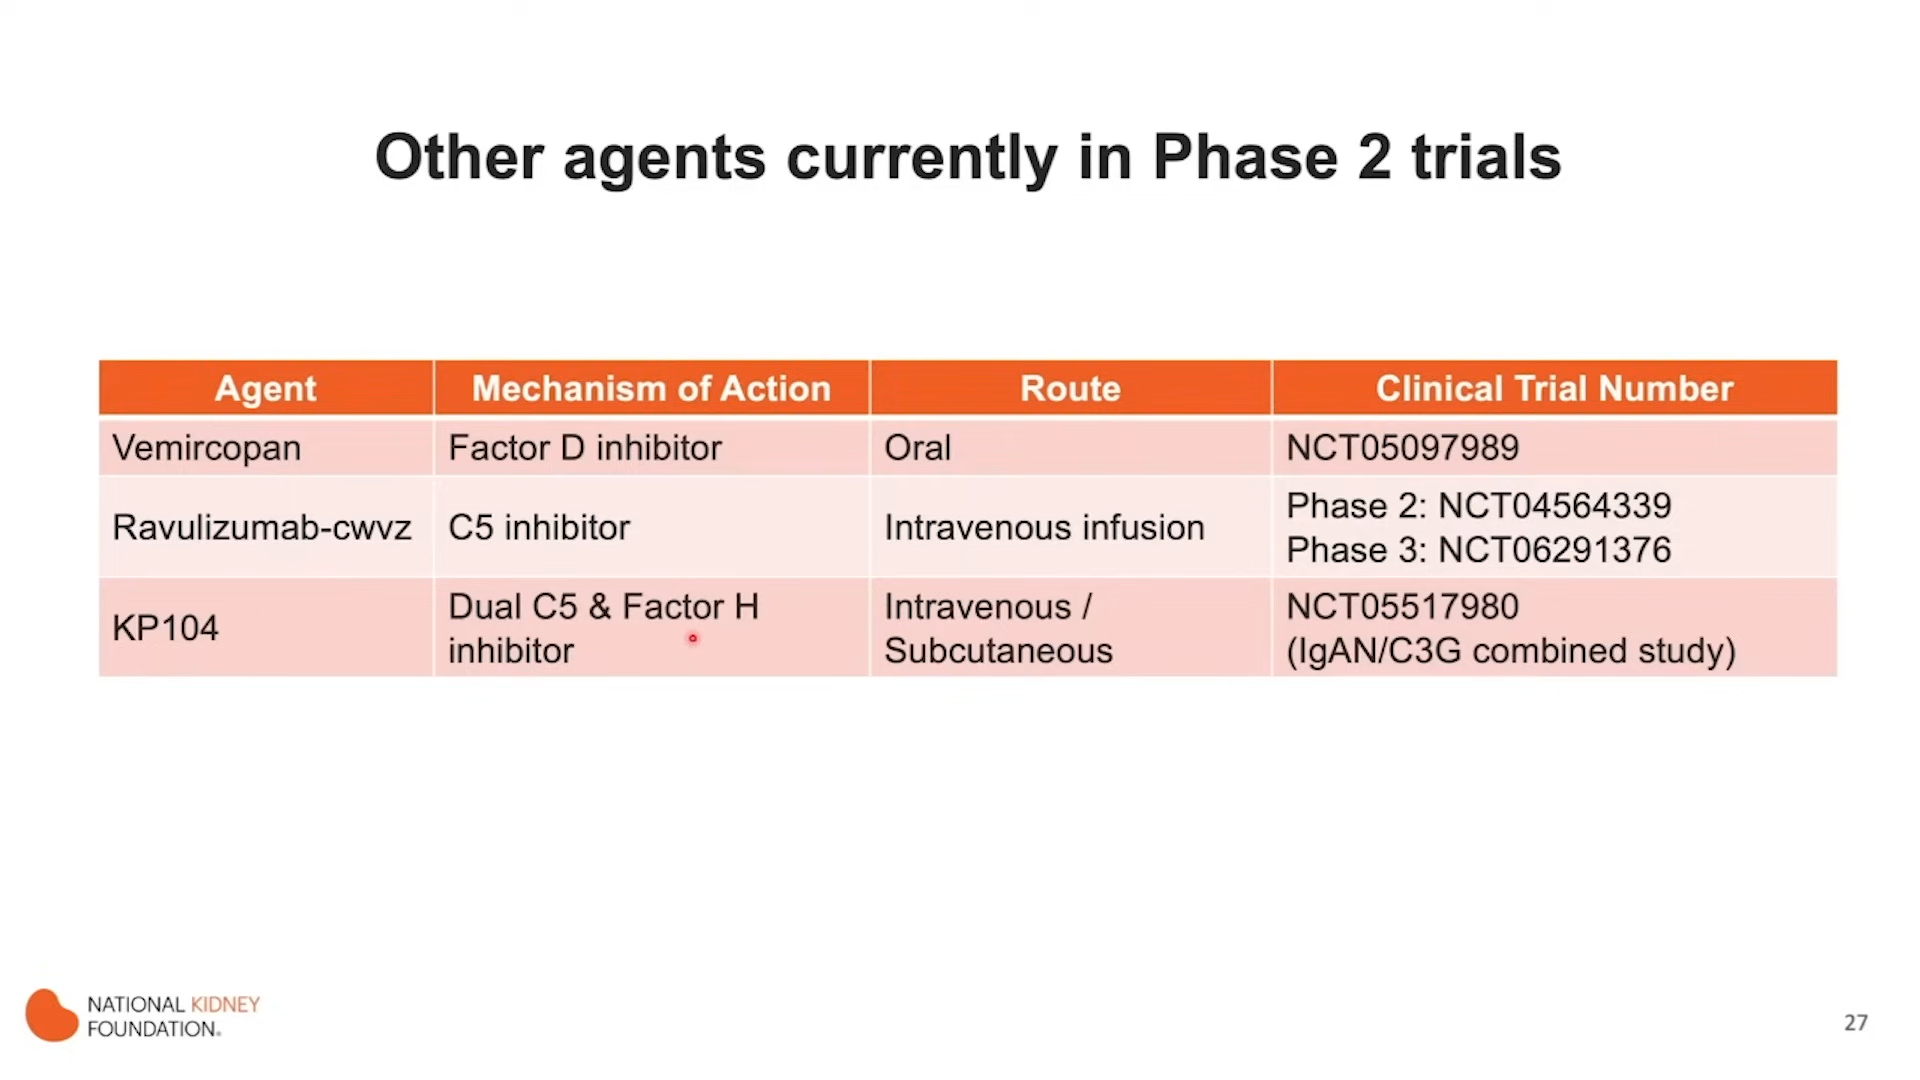 Other agents currently in Phase 2 trials
Agent Mechanism of Action Route Clinical Trial Number
Vemircopan Factor D inhibitor Oral NCT05097989
Ravulizumab-cwvz C5 inhibitor Intravenous infusion Phase 2: NCT04564339
Phase 3: NCT06291376
KP104 Dual C5 & Factor H inhibitor Intravenous / Subcutaneous NCT05517980
(IgAN/C3G combined study)
NATIONAL KIDNEY
FOUNDATION®
27